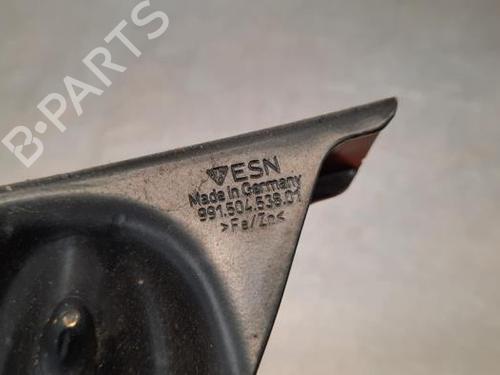 B-PARTS
ESN
Made in Germany
991.504.538.01
>Fe/Zn<